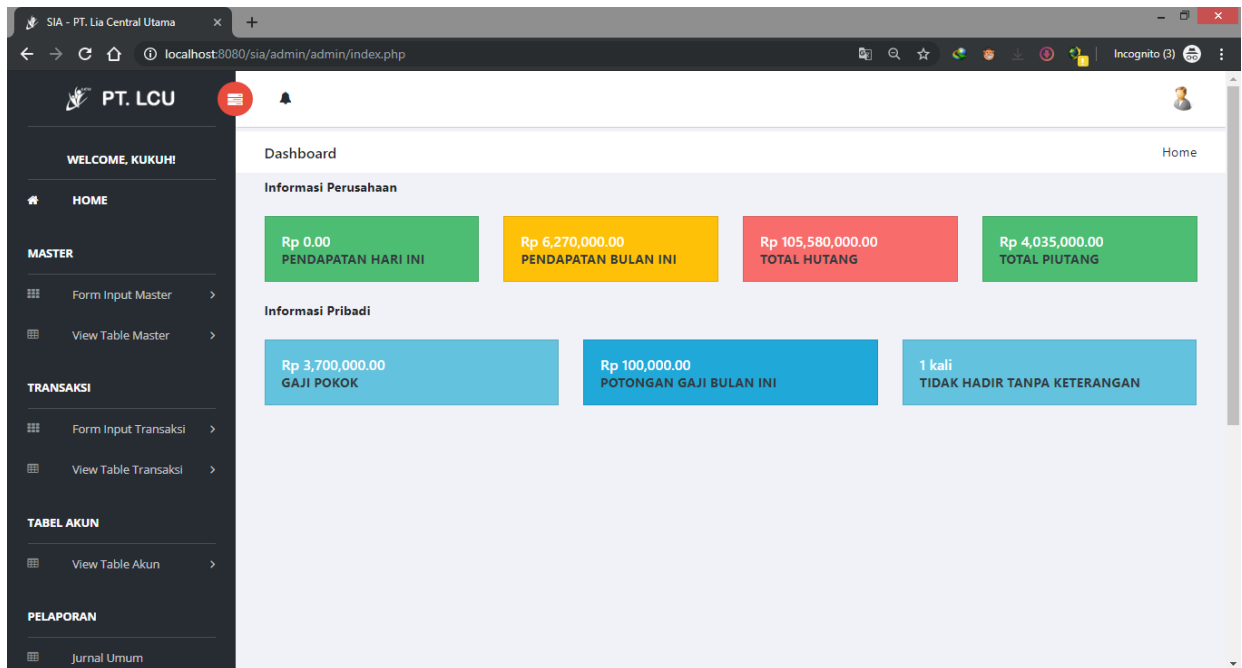 SIA - PT. Lia Central Utama
localhost:8080/sia/admin/admin/index.php
Incognito (3)
PT. LCU
WELCOME, KUKUH!
HOME
MASTER
Form Input Master
View Table Master
TRANSAKSI
Form Input Transaksi
View Table Transaksi
TABEL AKUN
View Table Akun
PELAPORAN
Jurnal Umum
Dashboard
Home
Informasi Perusahaan
Rp 0.00
PENDAPATAN HARI INI
Rp 6,270,000.00
PENDAPATAN BULAN INI
Rp 105,580,000.00
TOTAL HUTANG
Rp 4,035,000.00
TOTAL PIUTANG
Informasi Pribadi
Rp 3,700,000.00
GAJI POKOK
Rp 100,000.00
POTONGAN GAJI BULAN INI
1 kali
TIDAK HADIR TANPA KETERANGAN